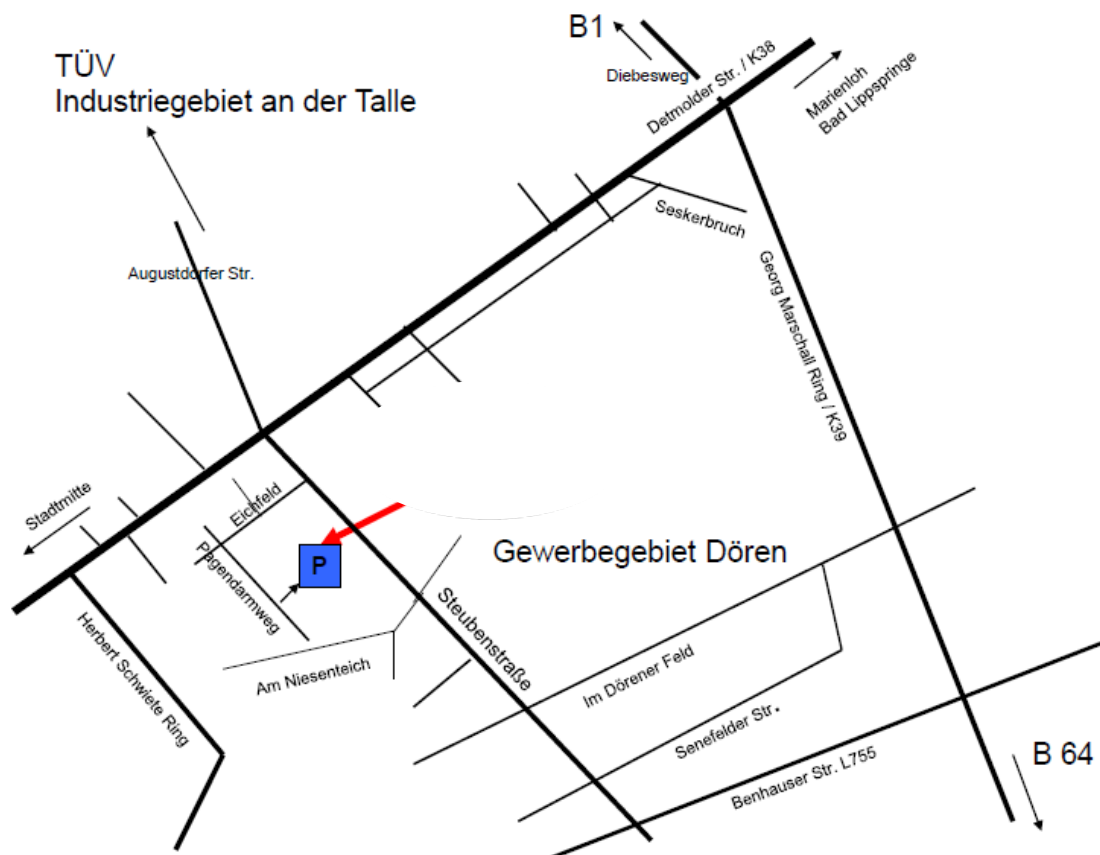 B1
TÜV
Industriegebiet an der Talle
Diebesweg
Detmolder Str. / K38
Marienloh
Bad Lippspringe
Seskerbruch
Augustdorfer Str.
Georg Marschall Ring / K39
Stadtmitte
Eichfeld
Pagendarmweg
P
Gewerbegebiet Dören
Steubenstraße
Herbert Schwiete Ring
Am Niesenteich
Im Dörener Feld
Senefelder Str.
Benhauser Str. L755
B 64